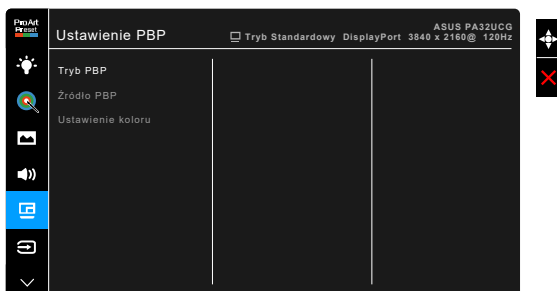 ProArt
Preset
Ustawienie PBP
ASUS PA32UCG
Tryb Standardowy DisplayPort 3840 x 2160@ 120Hz
Tryb PBP
Źródło PBP
Ustawienie koloru